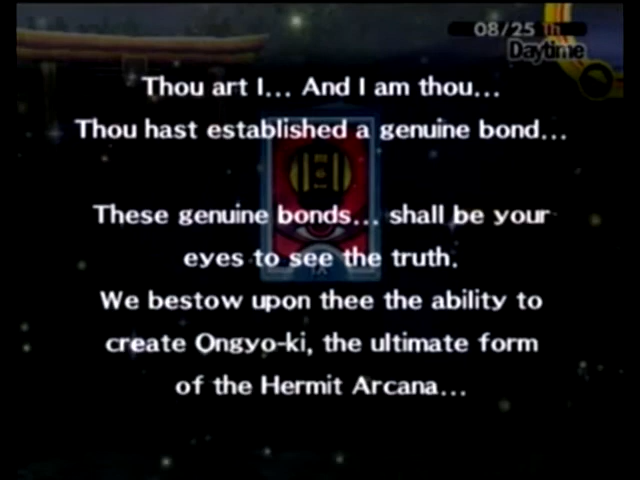 08/25 Th
Daytime
Thou art I... And I am thou...
Thou hast established a genuine bond...
These genuine bonds... shall be your
eyes to see the truth.
We bestow upon thee the ability to
create Ongyo-ki, the ultimate form
of the Hermit Arcana...
IX